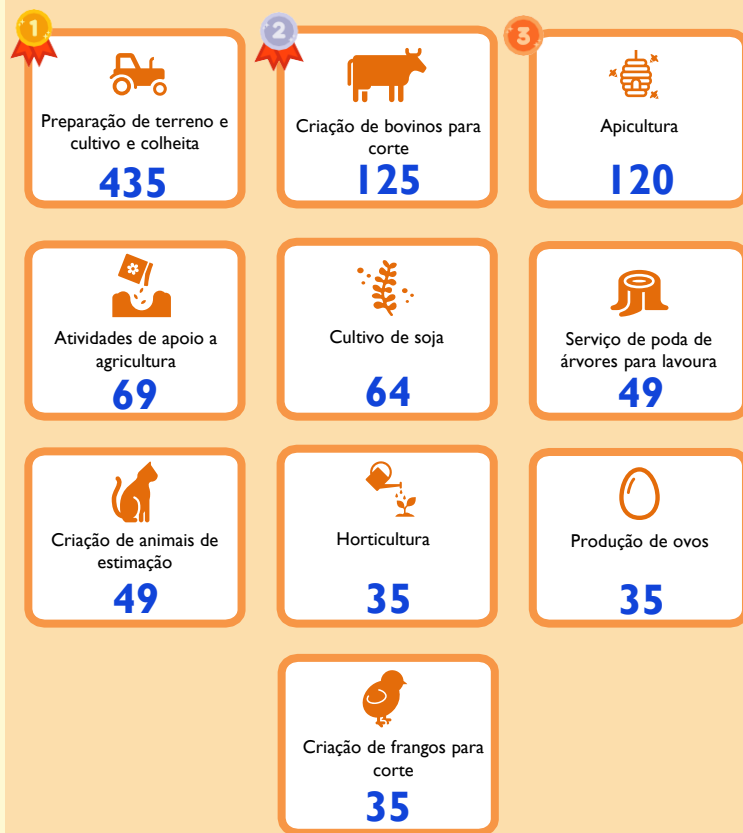 1
2
3
Preparação de terreno e
cultivo e colheita
435
Criação de bovinos para
corte
125
Apicultura
120
Atividades de apoio a
agricultura
69
Cultivo de soja
64
Serviço de poda de
árvores para lavoura
49
Criação de animais de
estimação
49
Horticultura
35
Produção de ovos
35
Criação de frangos para
corte
35